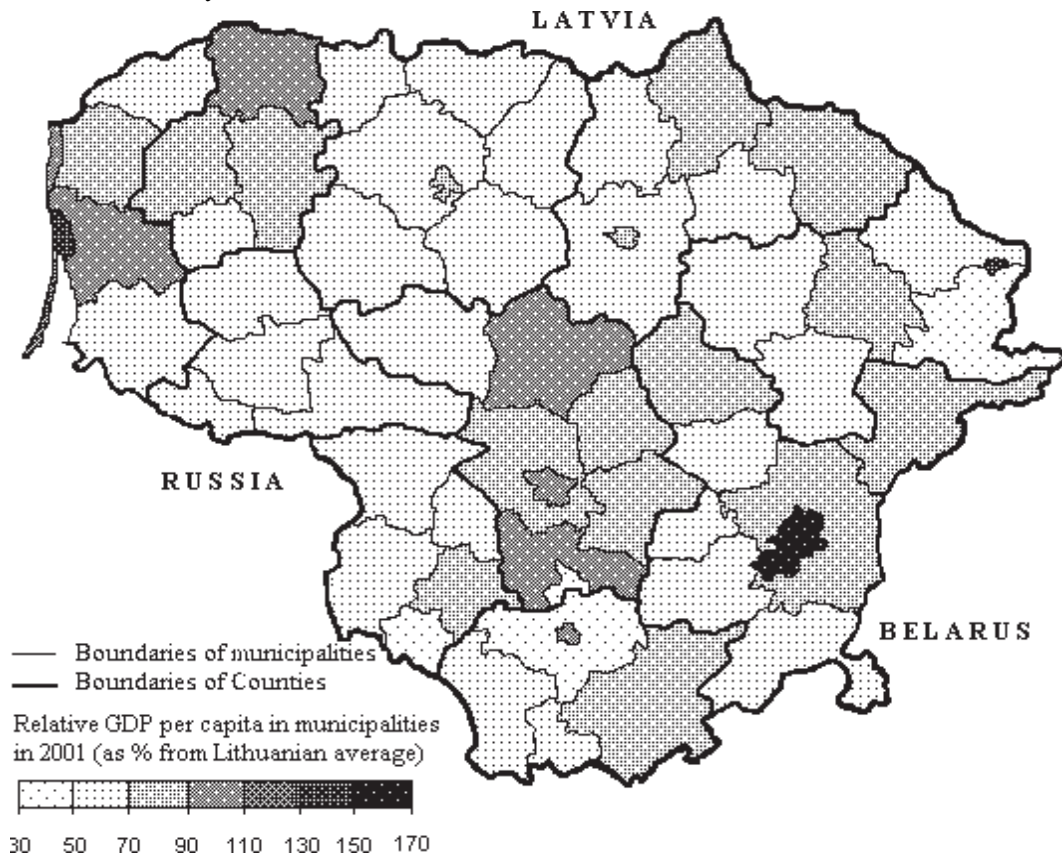 LATVIA
RUSSIA
BELARUS
Boundaries of municipalities
Boundaries of Counties
Relative GDP per capita in municipalities
in 2001 (as % from Lithuanian average)
30 50 70 90 110 130 150 170